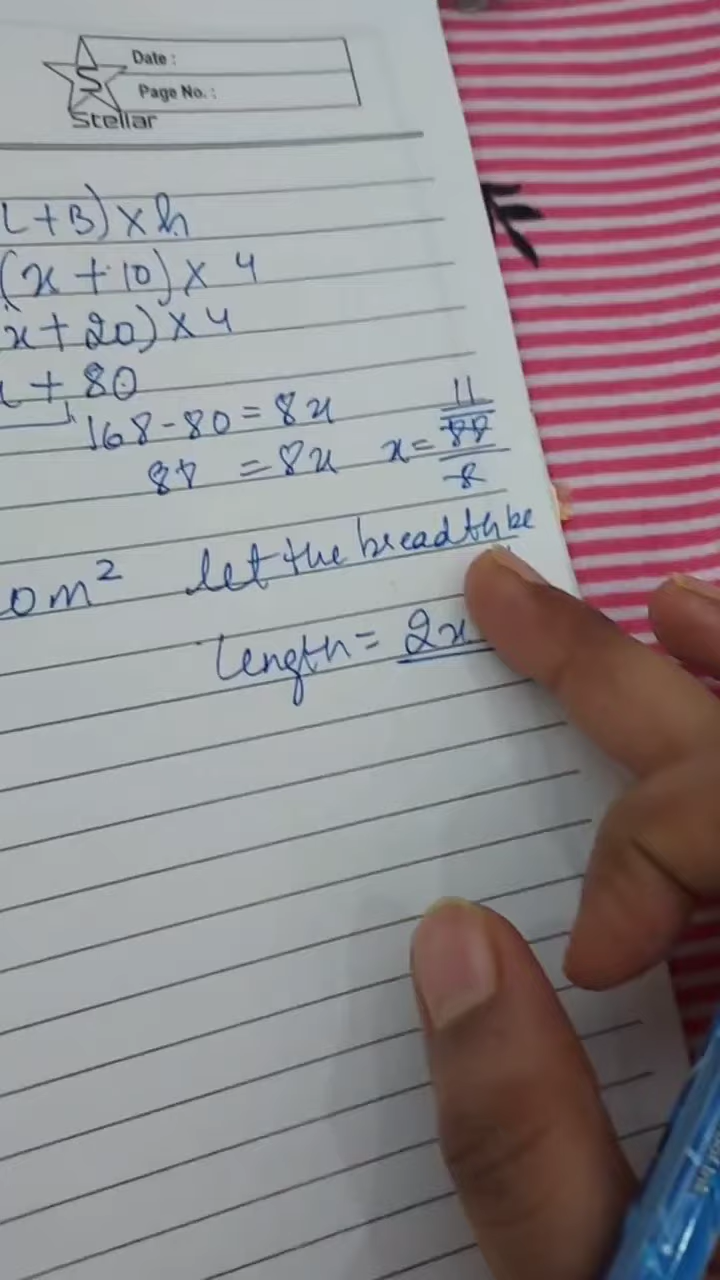 Date :
Page No. :
S
Stellar
L+B) × h
(x + 10) × 4
x + 20) × 4
x + 80
168 - 80 = 8x
11
88 = 8x x = 88
8
0 m² let the breadth be
Length = 2x